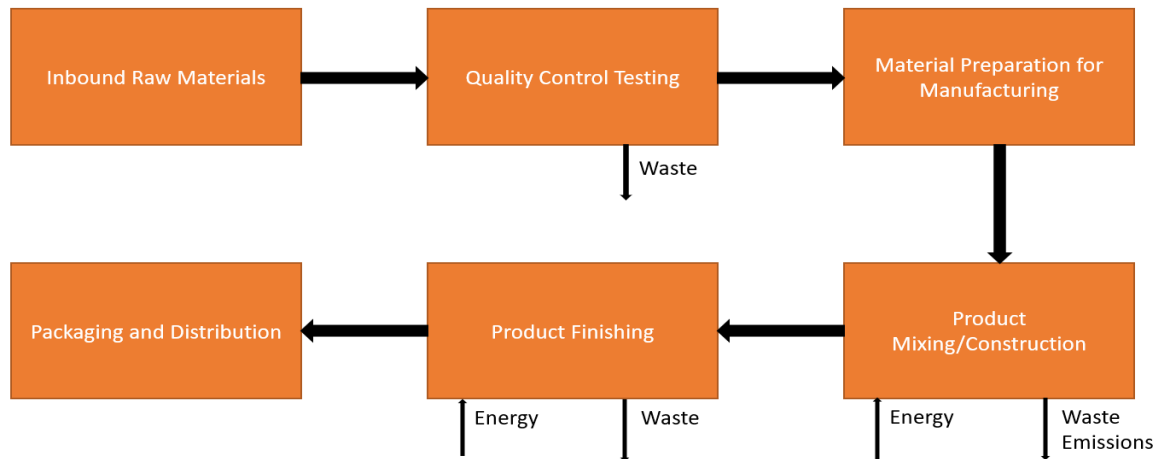 Inbound Raw Materials
Quality Control Testing
Material Preparation for
Manufacturing
Waste
Packaging and Distribution
Product Finishing
Product
Mixing/Construction
Energy
Waste
Energy
Waste
Emissions